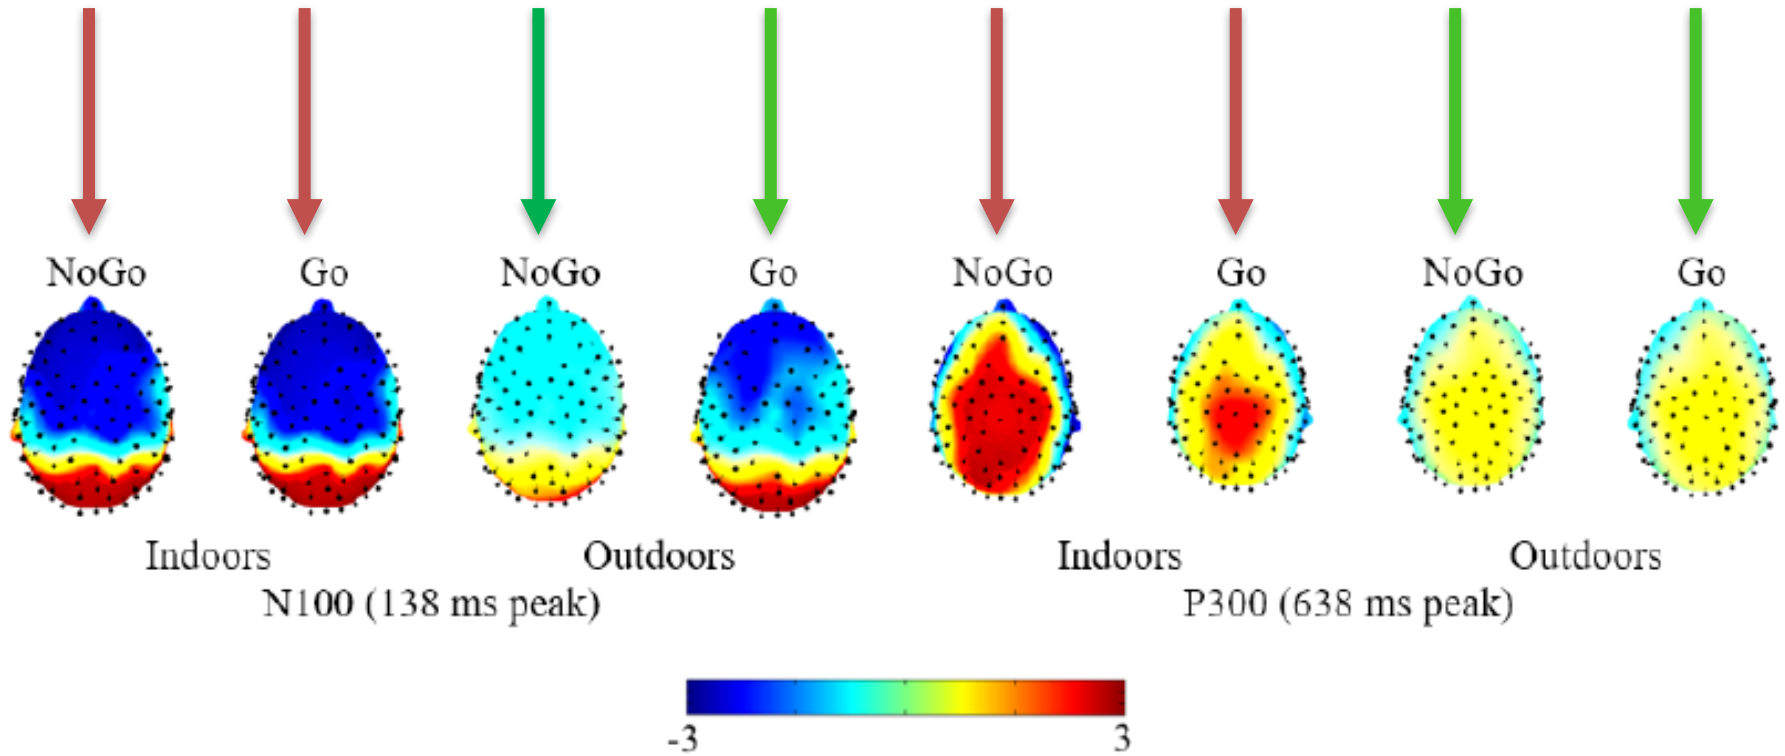 NoGo Go NoGo Go NoGo Go NoGo Go
Indoors Outdoors Indoors Outdoors
N100 (138 ms peak) P300 (638 ms peak)
-3 3